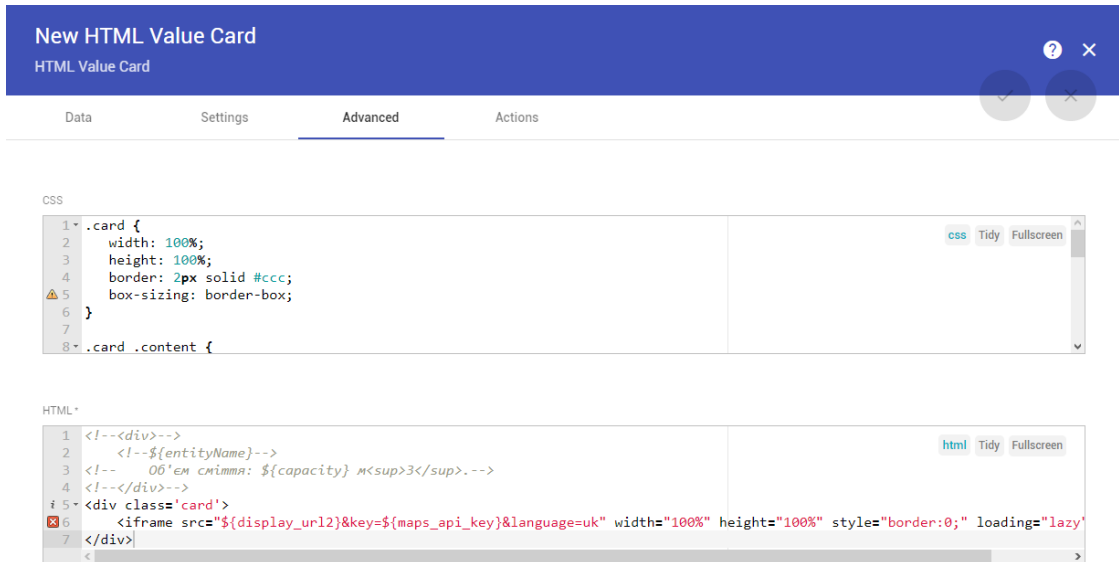 New HTML Value Card
HTML Value Card
Data Settings Advanced Actions
CSS
css Tidy Fullscreen
1 .card {
2 width: 100%;
3 height: 100%;
4 border: 2px solid #ccc;
5 box-sizing: border-box;
6 }
7
8 .card .content {
HTML*
html Tidy Fullscreen
1 <!--<div>-->
2 <!--${entityName}-->
3 <!-- Об'єм сміття: ${capacity} м<sup>3</sup>.-->
4 <!--</div>-->
5 <div class='card'>
6 <iframe src="${display_url2}&key=${maps_api_key}&language=uk" width="100%" height="100%" style="border:0;" loading="lazy"
7 </div>